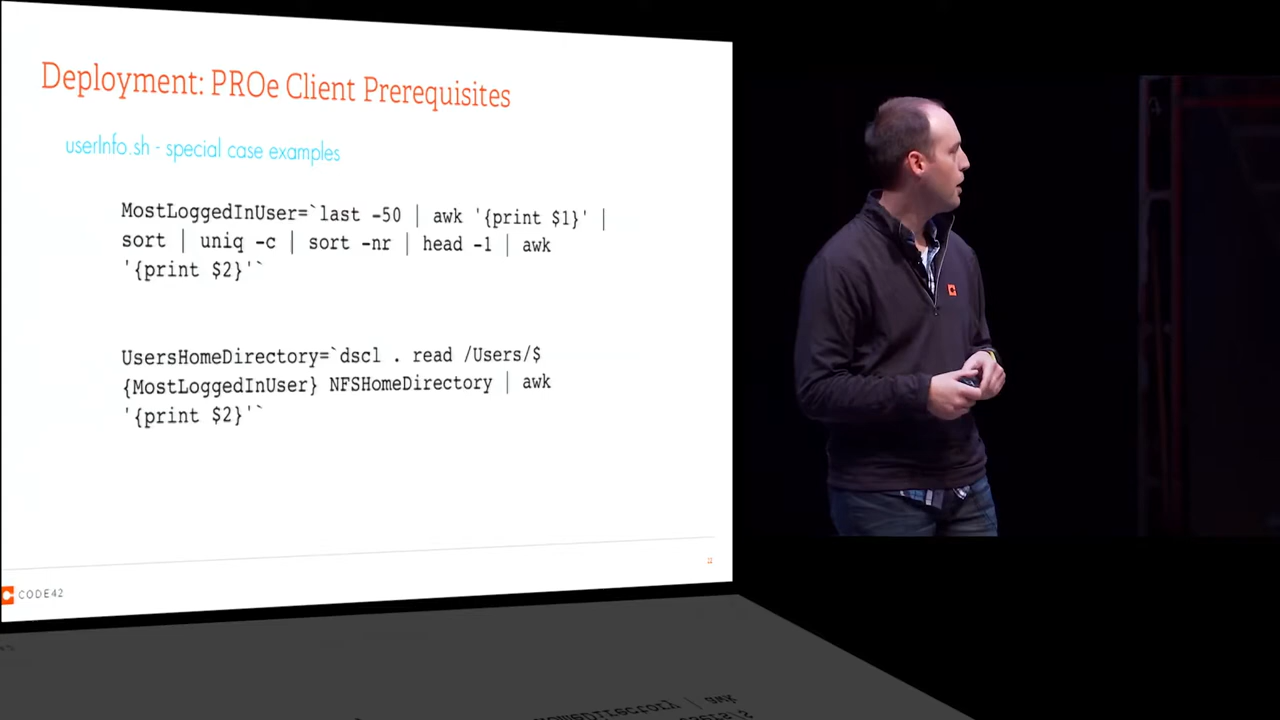 Deployment: PROe Client Prerequisites
userInfo.sh - special case examples
MostLoggedInUser=`last -50 | awk '{print $1}' |
sort | uniq -c | sort -nr | head -1 | awk
'{print $2}'`
UsersHomeDirectory=`dscl . read /Users/$
{MostLoggedInUser} NFSHomeDirectory | awk
'{print $2}'`
CODE42